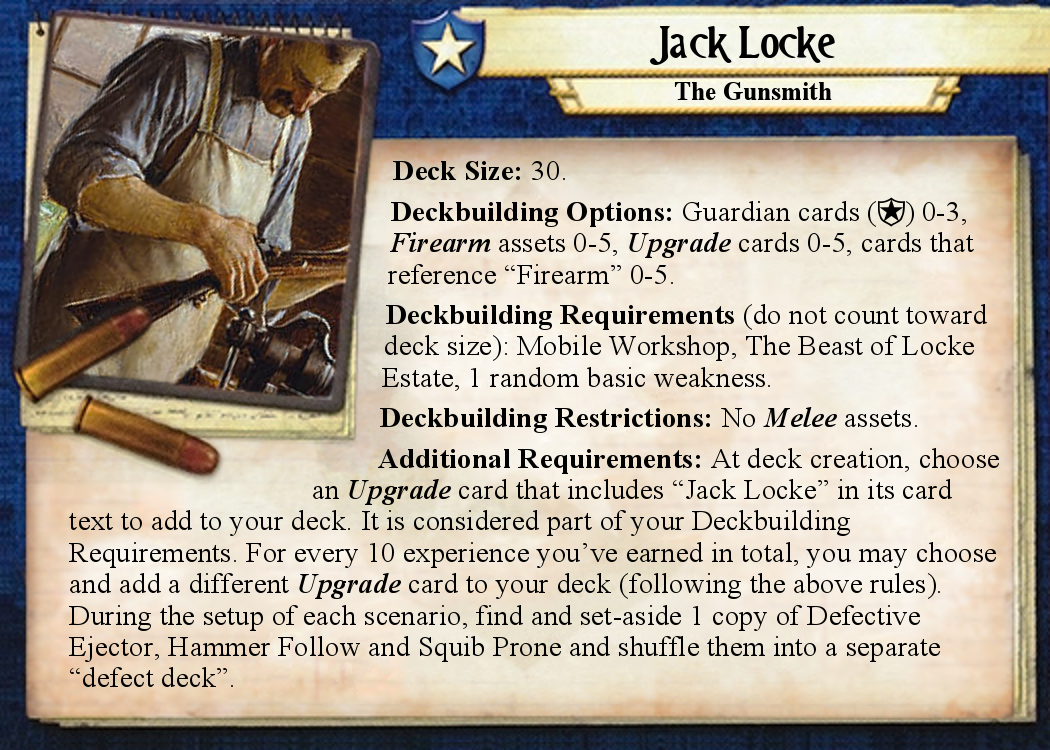 Jack Locke
The Gunsmith
Deck Size: 30.
Deckbuilding Options: Guardian cards () 0-3,
Firearm assets 0-5, Upgrade cards 0-5, cards that
reference “Firearm” 0-5.
Deckbuilding Requirements (do not count toward
deck size): Mobile Workshop, The Beast of Locke
Estate, 1 random basic weakness.
Deckbuilding Restrictions: No Melee assets.
Additional Requirements: At deck creation, choose
an Upgrade card that includes “Jack Locke” in its card
text to add to your deck. It is considered part of your Deckbuilding
Requirements. For every 10 experience you’ve earned in total, you may choose
and add a different Upgrade card to your deck (following the above rules).
During the setup of each scenario, find and set-aside 1 copy of Defective
Ejector, Hammer Follow and Squib Prone and shuffle them into a separate
“defect deck”.